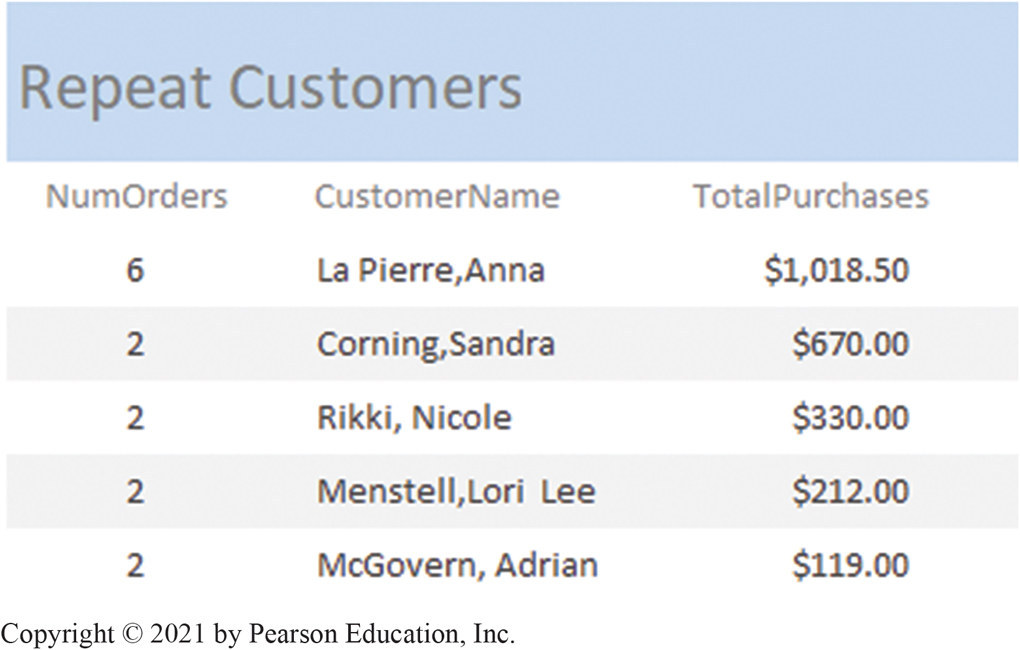 Repeat Customers
NumOrders CustomerName TotalPurchases
6 La Pierre,Anna $1,018.50
2 Corning,Sandra $670.00
2 Rikki, Nicole $330.00
2 Menstell,Lori Lee $212.00
2 McGovern, Adrian $119.00
Copyright © 2021 by Pearson Education, Inc.